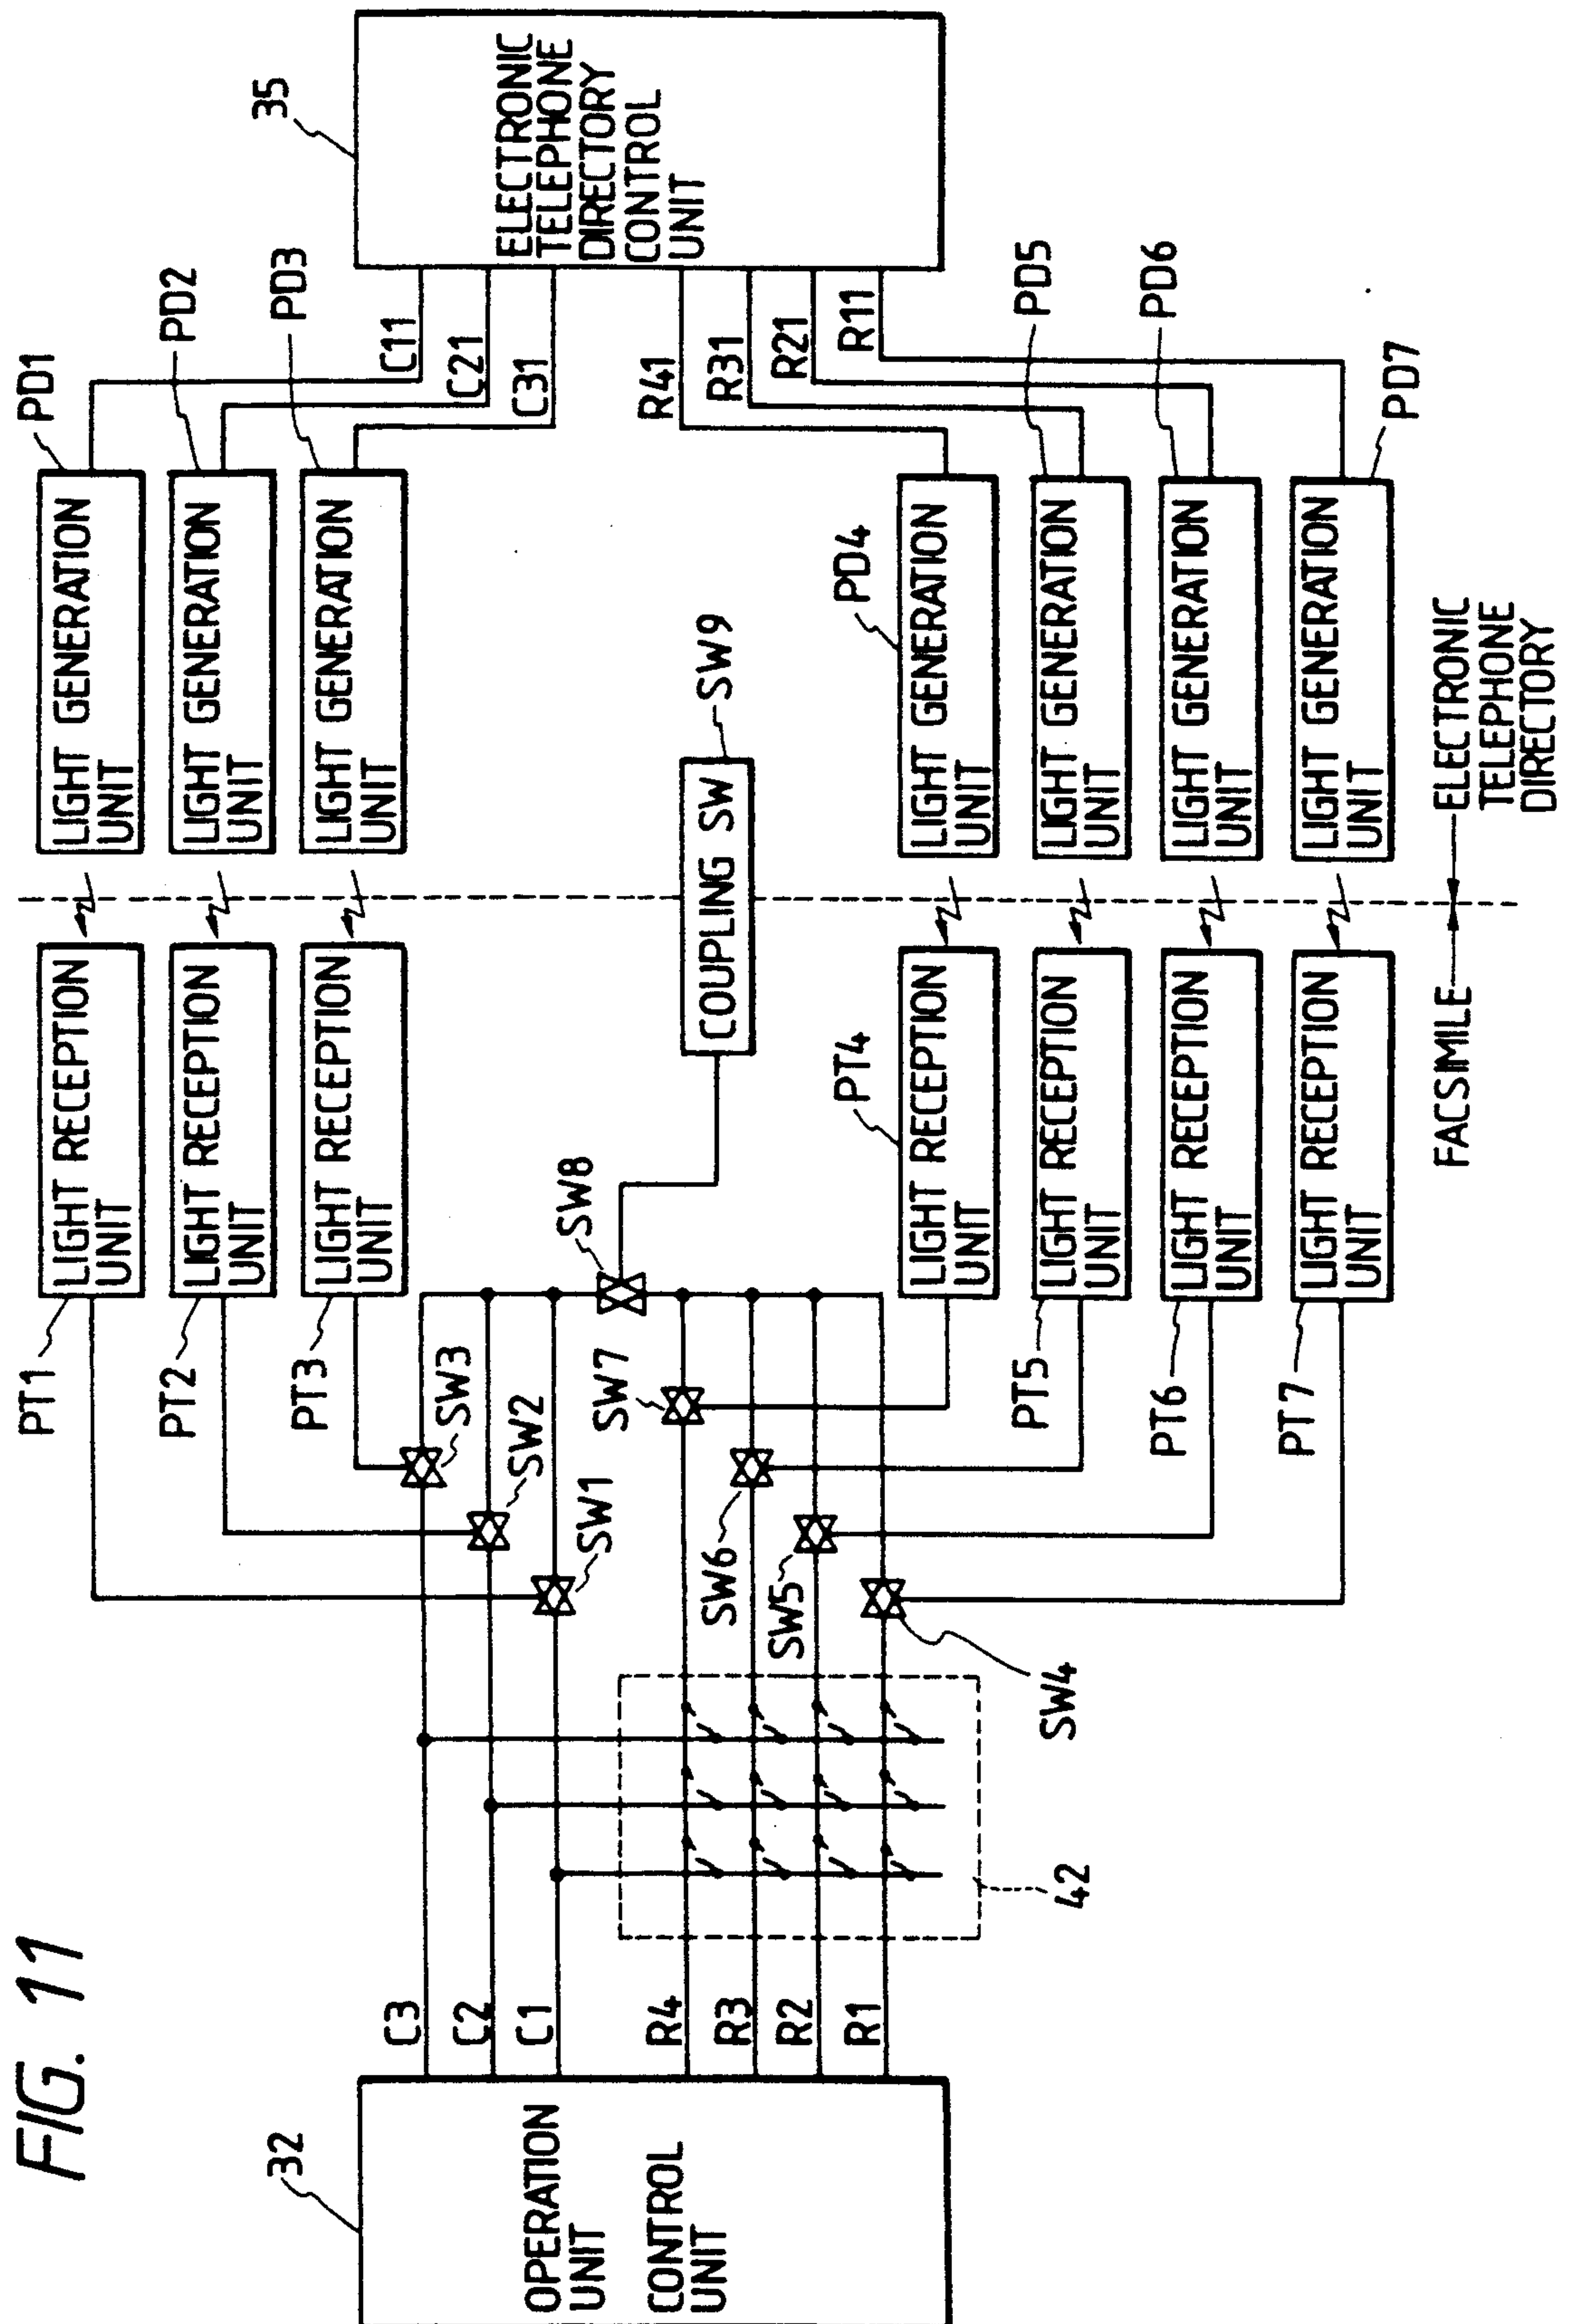 FIG. 11
32
OPERATION
UNIT
CONTROL
UNIT
C3
C2
C1
R4
R3
R2
R1
42
SW3
SW2
SW1
SW7
SW6
SW5
SW4
SW8
PT1
LIGHT RECEPTION
UNIT
PT2
LIGHT RECEPTION
UNIT
PT3
LIGHT RECEPTION
UNIT
PT4
LIGHT RECEPTION
UNIT
PT5
LIGHT RECEPTION
UNIT
PT6
LIGHT RECEPTION
UNIT
PT7
LIGHT RECEPTION
UNIT
COUPLING SW
SW9
PD1
LIGHT GENERATION
UNIT
PD2
LIGHT GENERATION
UNIT
PD3
LIGHT GENERATION
UNIT
PD4
LIGHT GENERATION
UNIT
PD5
LIGHT GENERATION
UNIT
PD6
LIGHT GENERATION
UNIT
PD7
LIGHT GENERATION
UNIT
C11
C21
C31
R41
R31
R21
R11
35
ELECTRONIC
TELEPHONE
DIRECTORY
CONTROL
UNIT
FACSIMILE
ELECTRONIC
TELEPHONE
DIRECTORY